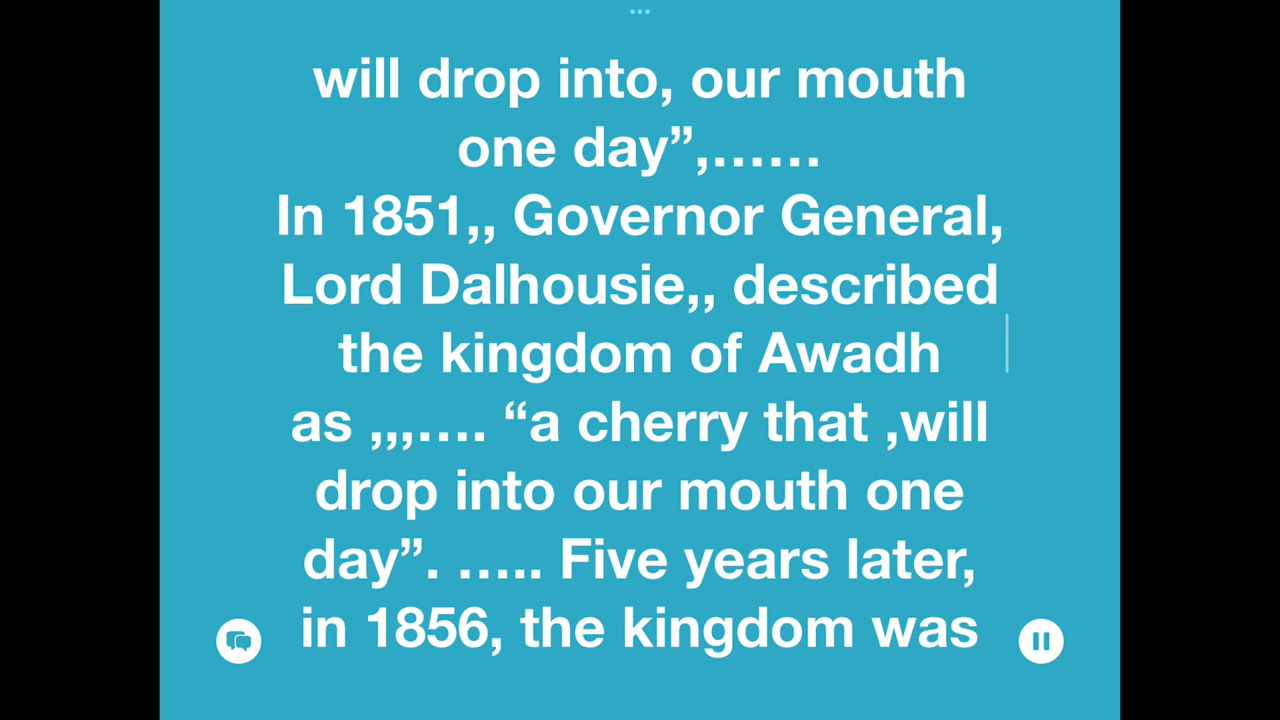 will drop into, our mouth
one day”,……
In 1851,, Governor General,
Lord Dalhousie,, described
the kingdom of Awadh
as ,,,…. “a cherry that ,will
drop into our mouth one
day”. ….. Five years later,
in 1856, the kingdom was